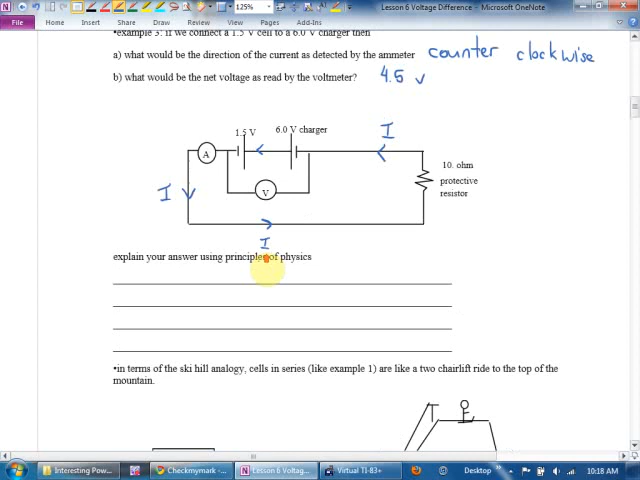 Lesson 6 Voltage Difference - Microsoft OneNote
125%
File
Home
Insert
Share
Draw
Review
View
PDF
Add-Ins
•example 3: if we connect a 1.5 V cell to a 6.0 V charger then
a) what would be the direction of the current as detected by the ammeter counter clockwise
b) what would be the net voltage as read by the voltmeter? 4.5 v
1.5 V
6.0 V charger
I
A
V
I
10. ohm
protective
resistor
I
explain your answer using principles of physics
•in terms of the ski hill analogy, cells in series (like example 1) are like a two chairlift ride to the top of the
mountain.
Interesting Pow...
Checkmymark - ...
Lesson 6 Voltag...
Virtual TI-83+
Desktop
10:18 AM